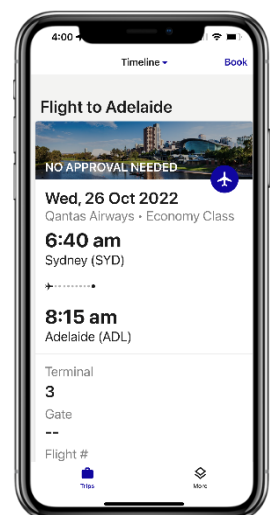 4:00
Timeline
Book
Flight to Adelaide
NO APPROVAL NEEDED
Wed, 26 Oct 2022
Qantas Airways • Economy Class
6:40 am
Sydney (SYD)
8:15 am
Adelaide (ADL)
Terminal
3
Gate
--
Flight #
Trips
More